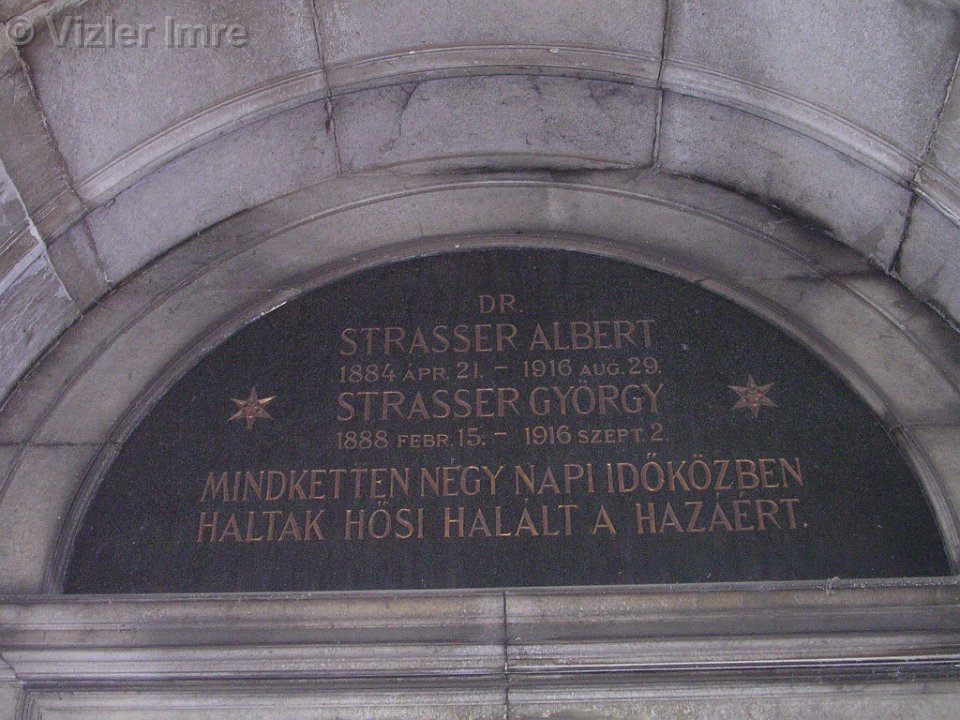 © Vizler Imre
DR.
STRASSER ALBERT
1884 ÁPR. 21. – 1916 AUG. 29.
STRASSER GYÖRGY
1888 FEBR. 15. – 1916 SZEPT. 2.
MINDKETTEN NÉGY NAPI IDŐKÖZBEN
HALTAK HŐSI HALÁLT A HAZÁÉRT.